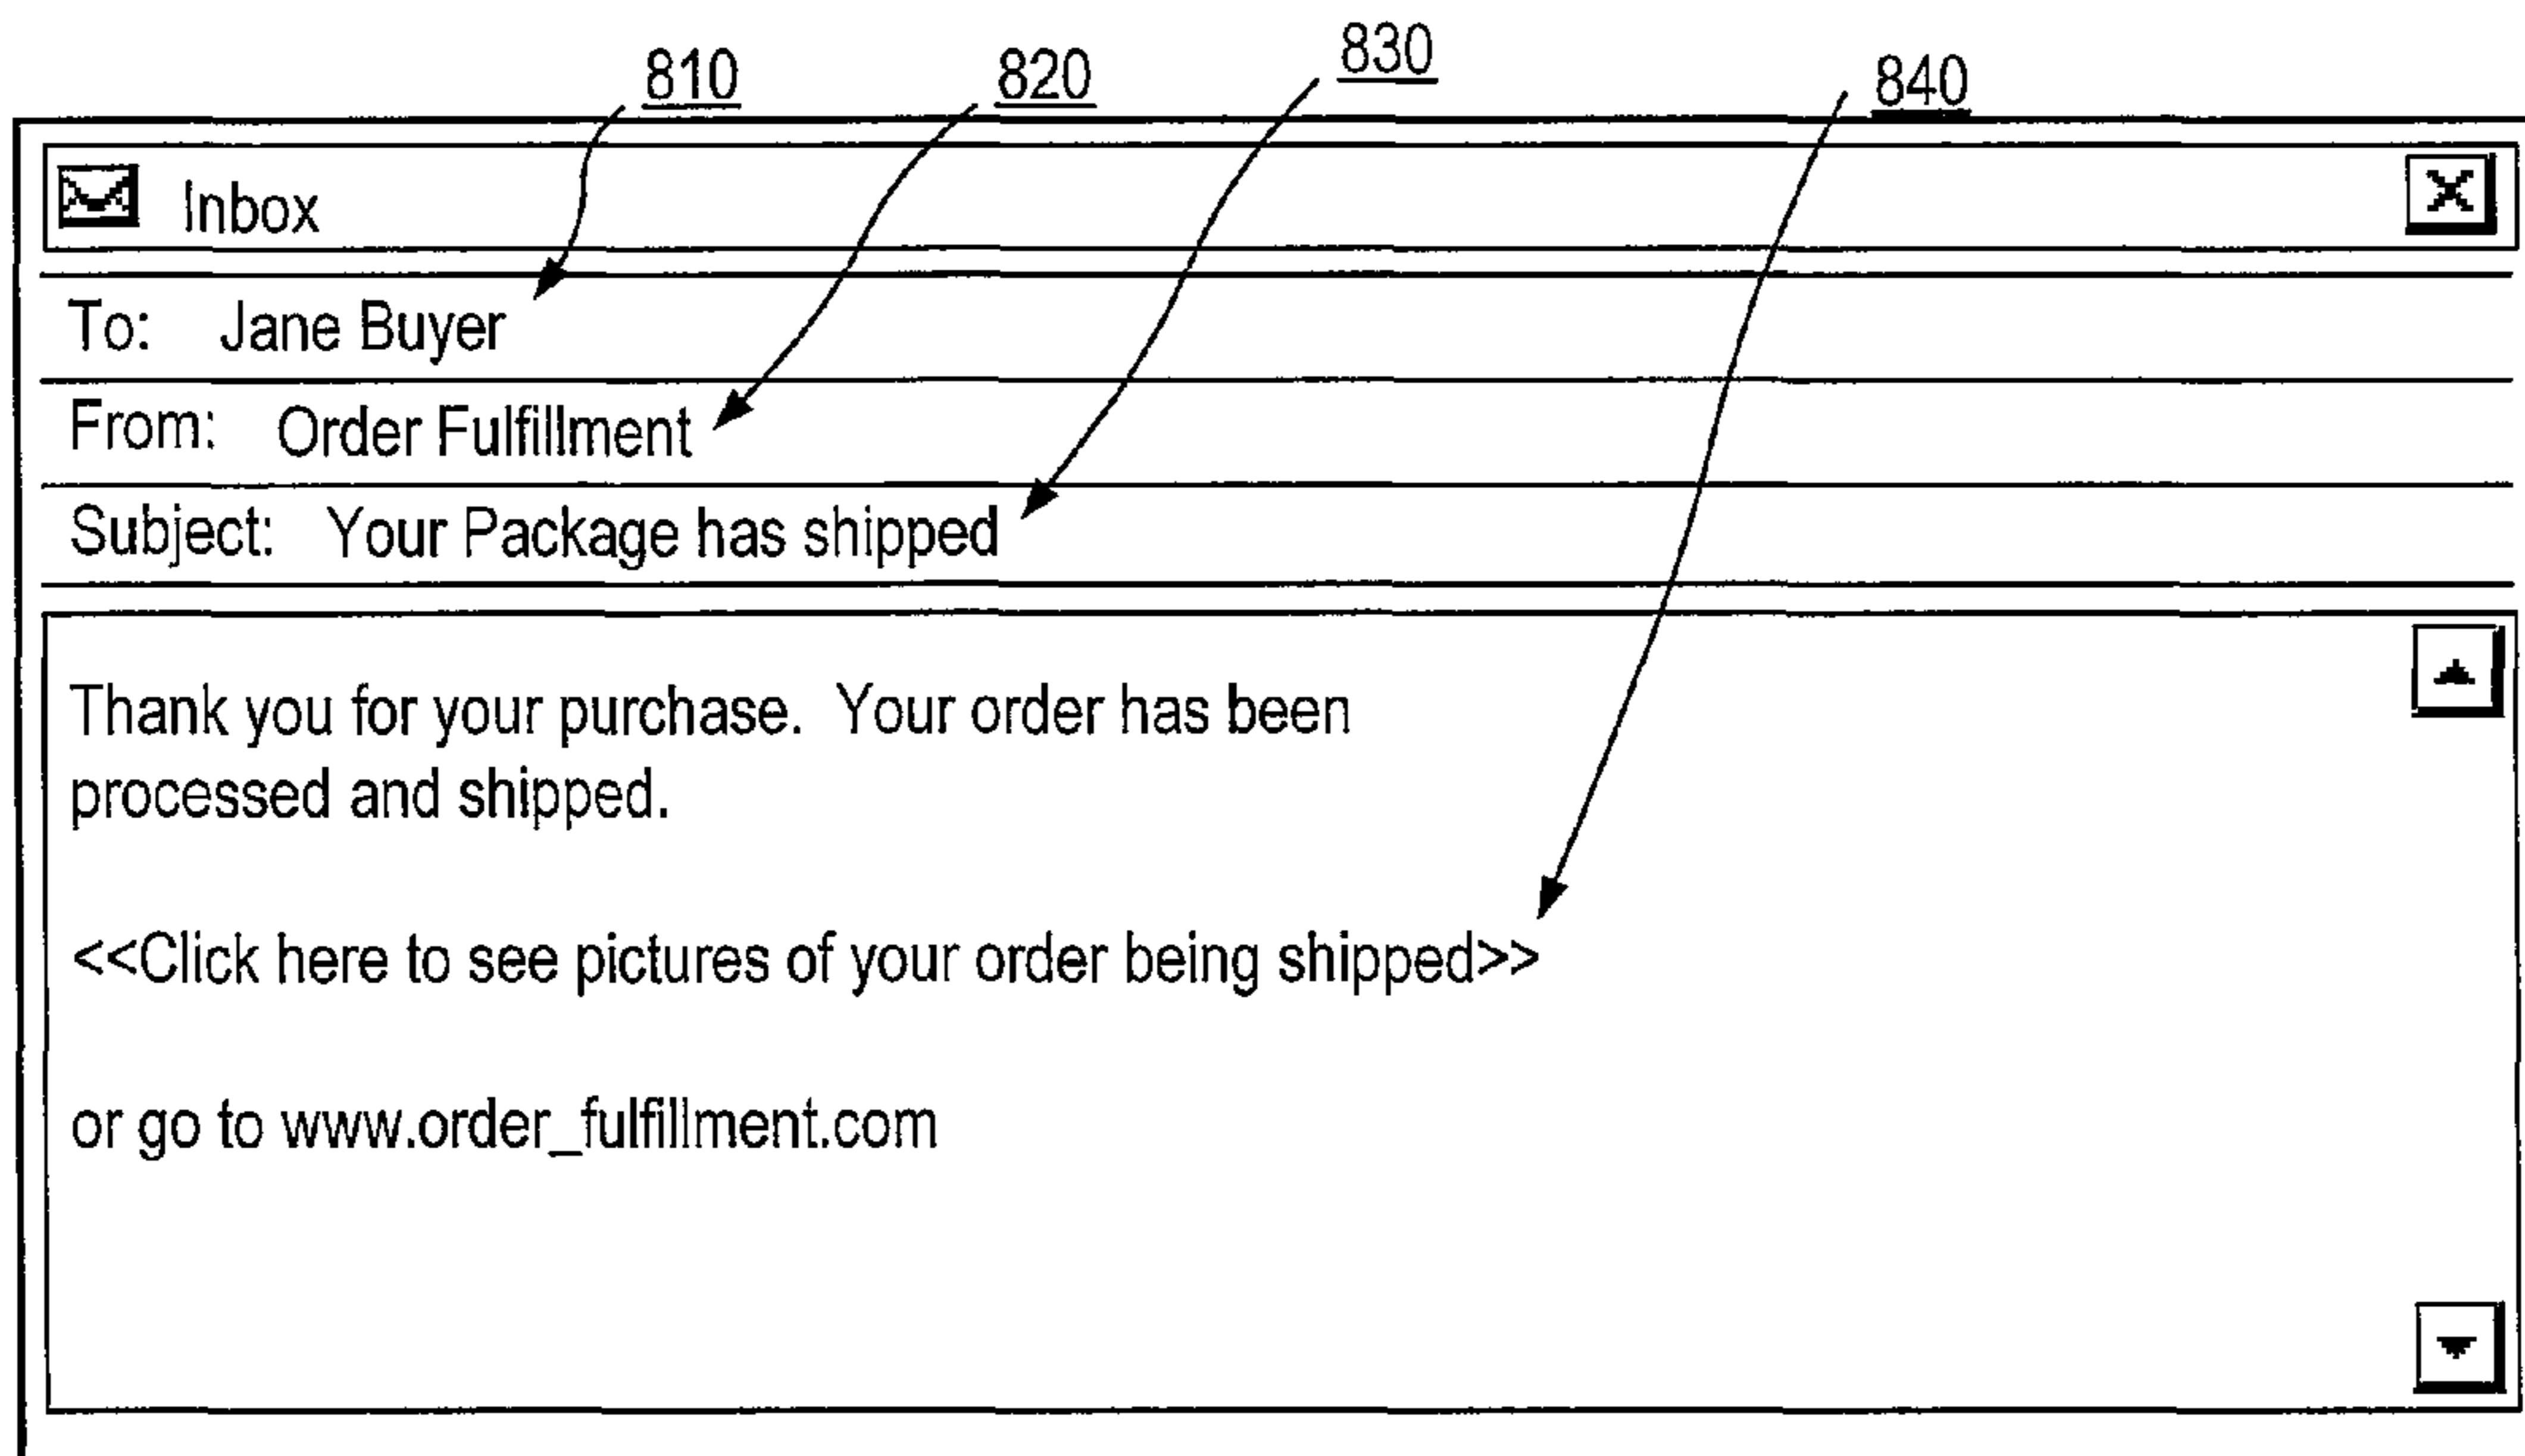 810 820 830 840
Inbox
To: Jane Buyer
From: Order Fulfillment
Subject: Your Package has shipped
Thank you for your purchase. Your order has been
processed and shipped.
<<Click here to see pictures of your order being shipped>>
or go to www.order_fulfillment.com